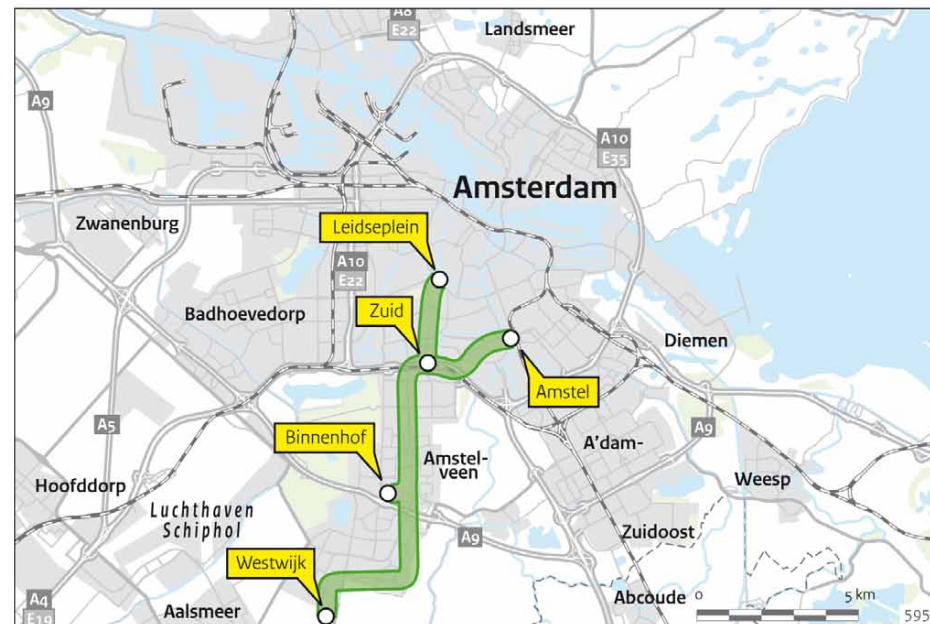 A8
E22
Landsmeer
A9
A10
E35
Amsterdam
Zwanenburg
Leidseplein
A10
E22
Badhoevedorp
Zuid
Diemen
Amstel
A5
Binnenhof
A'dam-
Zuidoost
A9
Amstel-
veen
Weesp
Hoofddorp
Luchthaven
Schiphol
A9
Westwijk
A4
E19
Aalsmeer
Abcoude
0
5 km
595